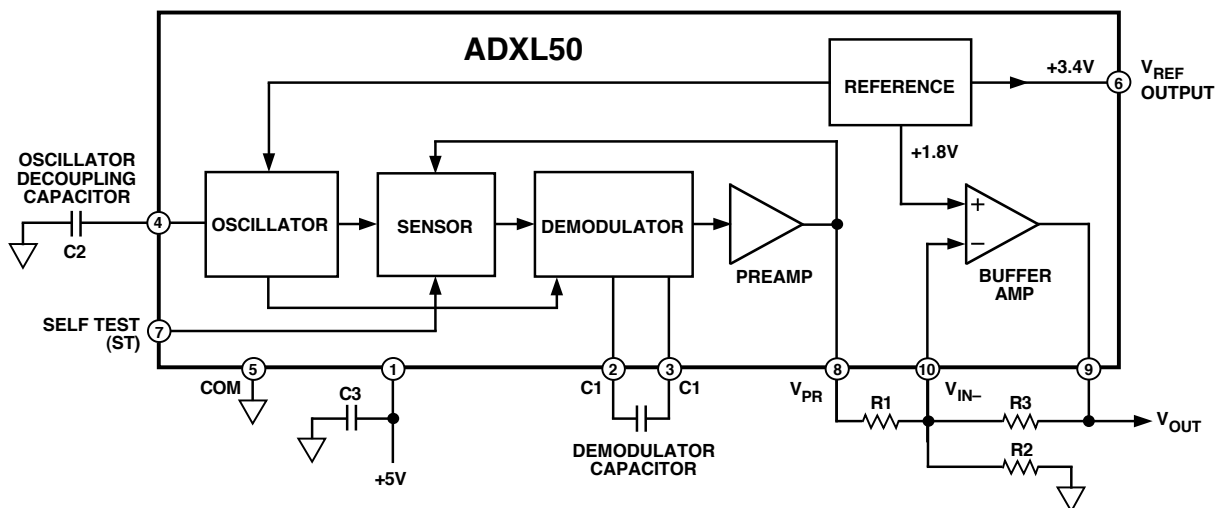 ADXL50
REFERENCE
+3.4V
V_REF
OUTPUT
6
+1.8V
OSCILLATOR
DECOUPLING
CAPACITOR
C2
4
OSCILLATOR
SENSOR
DEMODULATOR
PREAMP
+
−
BUFFER
AMP
SELF TEST
(ST)
7
5
COM
1
C3
+5V
2
C1
3
C1
DEMODULATOR
CAPACITOR
8
V_PR
10
V_IN–
9
R1
R3
R2
V_OUT